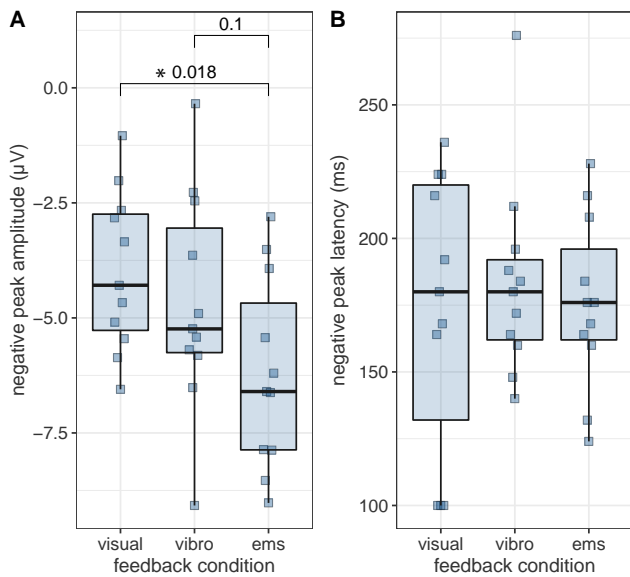 A
B
0.1
* 0.018
0.0
−2.5
−5.0
−7.5
negative peak amplitude (µV)
visual vibro ems
feedback condition
250
200
150
100
negative peak latency (ms)
visual vibro ems
feedback condition